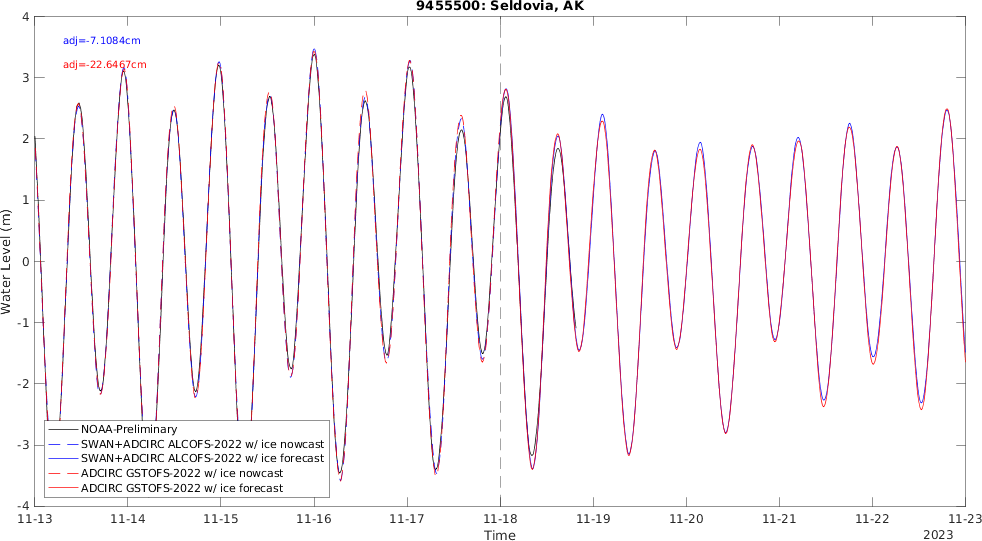 9455500: Seldovia, AK
adj=-7.1084cm
adj=-22.6467cm
4
3
2
1
0
-1
-2
-3
-4
Water Level (m)
NOAA-Preliminary
SWAN+ADCIRC ALCOFS-2022 w/ ice nowcast
SWAN+ADCIRC ALCOFS-2022 w/ ice forecast
ADCIRC GSTOFS-2022 w/ ice nowcast
ADCIRC GSTOFS-2022 w/ ice forecast
11-13 11-14 11-15 11-16 11-17 11-18 11-19 11-20 11-21 11-22 11-23
Time
2023